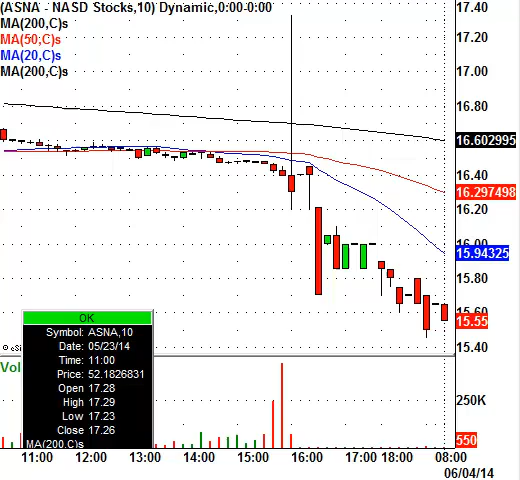 (ASNA - NASD Stocks,10) Dynamic,0:00-0:00
MA(200,C)s
MA(50,C)s
MA(20,C)s
MA(200,C)s
17.40
17.20
17.00
16.80
16.602995
16.40
16.297498
16.20
16.00
15.94325
15.80
15.60
15.55
15.40
OK
Symbol: ASNA,10
Date: 05/23/14
Time: 11:00
Price: 52.1826831
Open 17.28
High 17.29
Low 17.23
Close 17.26
MA(200.C)s
Vol
250K
550
11:00 12:00 13:00 14:00 15:00 16:00 17:00 18:00 08:00
06/04/14